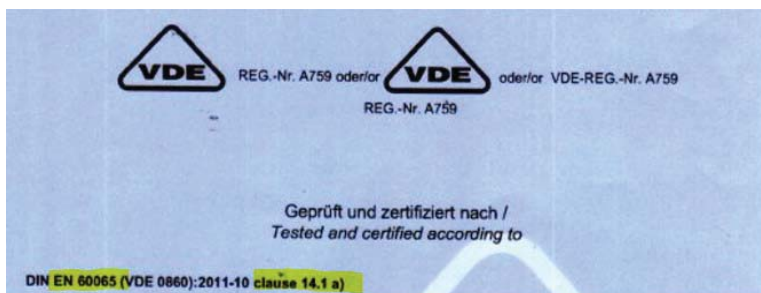 VDE REG.-Nr. A759 oder/or VDE oder/or VDE-REG.-Nr. A759
REG.-Nr. A759
Geprüft und zertifiziert nach /
Tested and certified according to
DIN EN 60065 (VDE 0860):2011-10 clause 14.1 a)